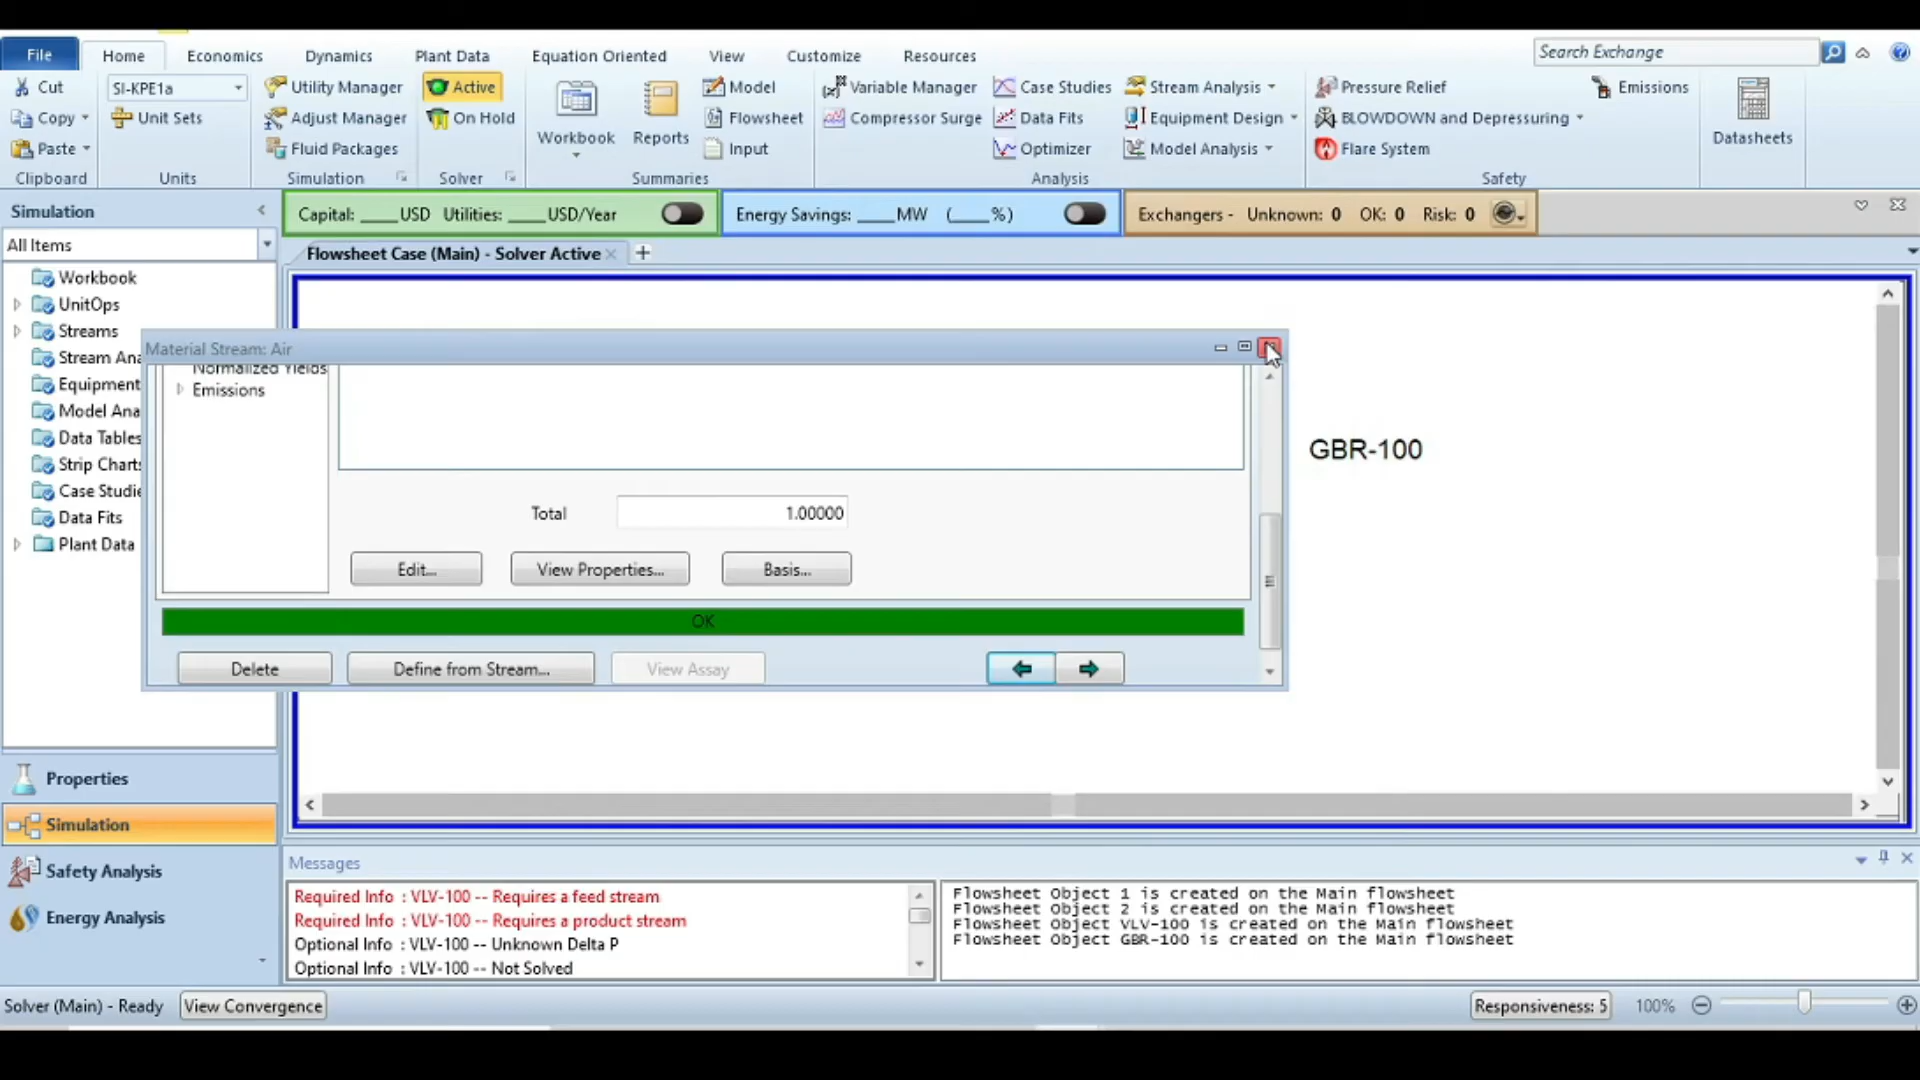 File Home Economics Dynamics Plant Data Equation Oriented View Customize Resources Search Exchange
Cut SI-KPE1a Utility Manager Active Model Variable Manager Case Studies Stream Analysis Pressure Relief Emissions
Copy Unit Sets Adjust Manager On Hold Workbook Reports Flowsheet Compressor Surge Data Fits Equipment Design BLOWDOWN and Depressuring Datasheets
Paste Fluid Packages Input Optimizer Model Analysis Flare System
Clipboard Units Simulation Solver Summaries Analysis Safety
Simulation Capital: ____USD Utilities: ____USD/Year Energy Savings: ____MW (____%) Exchangers - Unknown: 0 OK: 0 Risk: 0
All Items Flowsheet Case (Main) - Solver Active
Workbook
UnitOps
Streams
Stream Ana
Equipment
Model Ana
Data Tables
Strip Charts
Case Studie
Data Fits
Plant Data
Material Stream: Air
Normalized Yields
Emissions
Total 1.00000
Edit... View Properties... Basis...
OK
Delete Define from Stream... View Assay
GBR-100
Properties
Simulation
Safety Analysis
Energy Analysis
Messages
Required Info : VLV-100 -- Requires a feed stream
Required Info : VLV-100 -- Requires a product stream
Optional Info : VLV-100 -- Unknown Delta P
Optional Info : VLV-100 -- Not Solved
Flowsheet Object 1 is created on the Main flowsheet
Flowsheet Object 2 is created on the Main flowsheet
Flowsheet Object VLV-100 is created on the Main flowsheet
Flowsheet Object GBR-100 is created on the Main flowsheet
Solver (Main) - Ready View Convergence Responsiveness: 5 100%